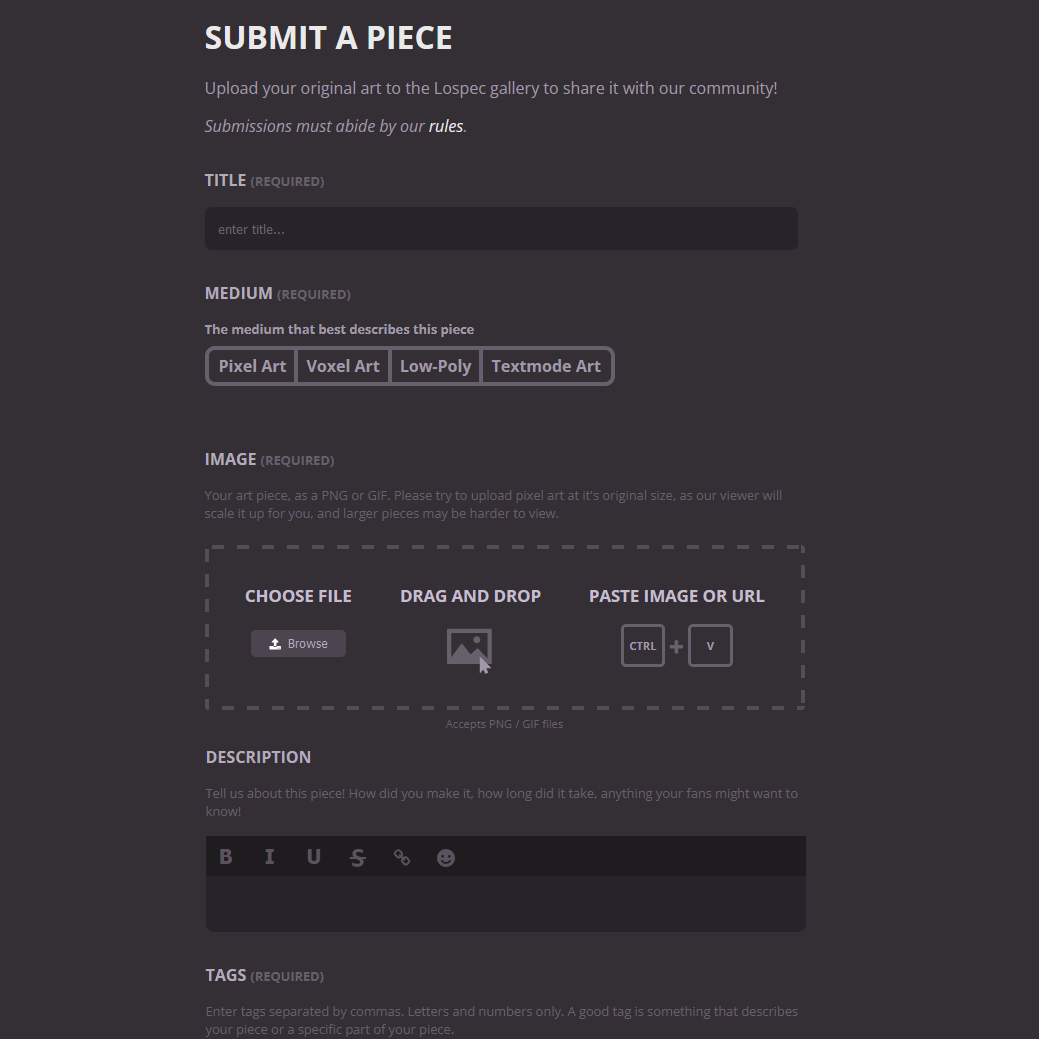 SUBMIT A PIECE
Upload your original art to the Lospec gallery to share it with our community!
Submissions must abide by our rules.
TITLE (REQUIRED)
enter title...
MEDIUM (REQUIRED)
The medium that best describes this piece
Pixel Art Voxel Art Low-Poly Textmode Art
IMAGE (REQUIRED)
Your art piece, as a PNG or GIF. Please try to upload pixel art at it's original size, as our viewer will
scale it up for you, and larger pieces may be harder to view.
CHOOSE FILE DRAG AND DROP PASTE IMAGE OR URL
Browse CTRL + V
Accepts PNG / GIF files
DESCRIPTION
Tell us about this piece! How did you make it, how long did it take, anything your fans might want to
know!
B I U S
TAGS (REQUIRED)
Enter tags separated by commas. Letters and numbers only. A good tag is something that describes
your piece or a specific part of your piece.